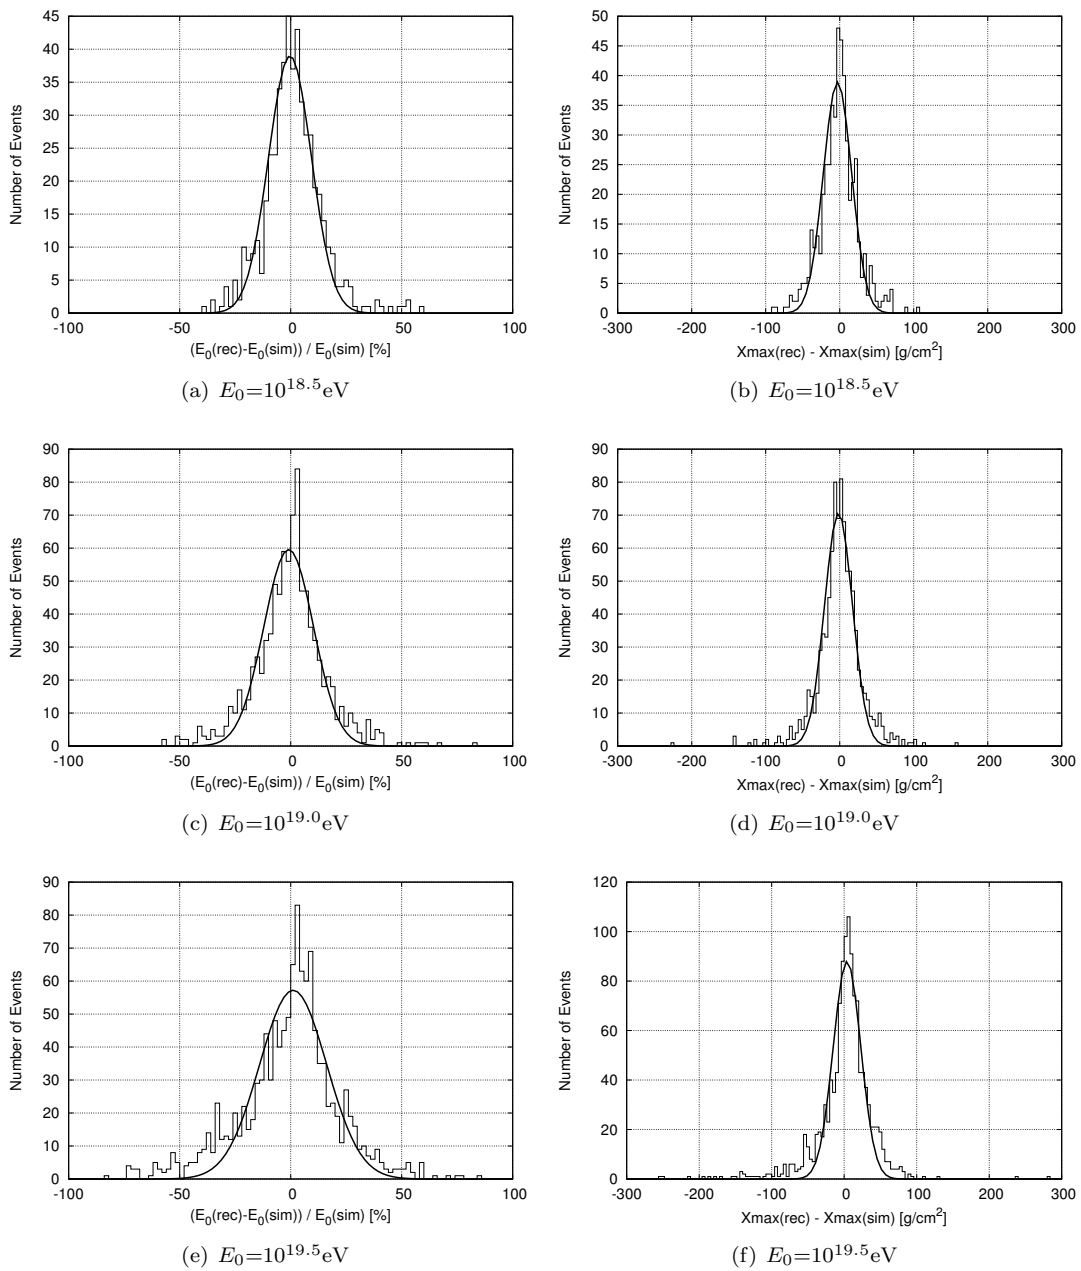 45
40
35
30
25
20
15
10
5
0
Number of Events
-100 -50 0 50 100
(E0(rec)-E0(sim)) / E0(sim) [%]
(a) E0=10^18.5eV
50
45
40
35
30
25
20
15
10
5
0
Number of Events
-300 -200 -100 0 100 200 300
Xmax(rec) - Xmax(sim) [g/cm²]
(b) E0=10^18.5eV
90
80
70
60
50
40
30
20
10
0
Number of Events
-100 -50 0 50 100
(E0(rec)-E0(sim)) / E0(sim) [%]
(c) E0=10^19.0eV
90
80
70
60
50
40
30
20
10
0
Number of Events
-300 -200 -100 0 100 200 300
Xmax(rec) - Xmax(sim) [g/cm²]
(d) E0=10^19.0eV
90
80
70
60
50
40
30
20
10
0
Number of Events
-100 -50 0 50 100
(E0(rec)-E0(sim)) / E0(sim) [%]
(e) E0=10^19.5eV
120
100
80
60
40
20
0
Number of Events
-300 -200 -100 0 100 200 300
Xmax(rec) - Xmax(sim) [g/cm²]
(f) E0=10^19.5eV